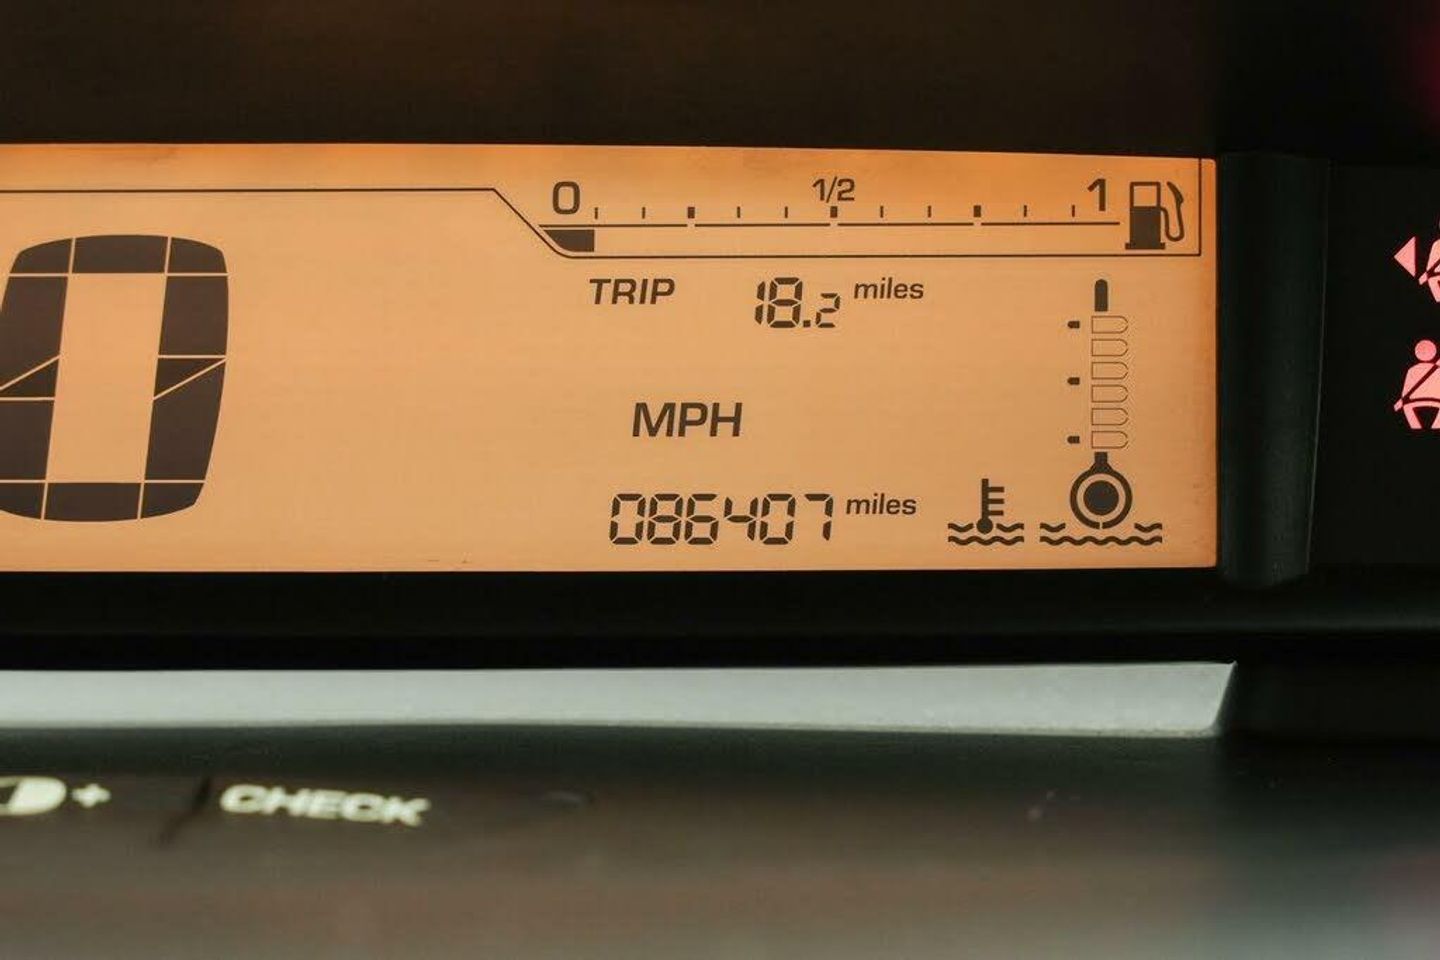 0 1/2 1
TRIP 18.2 miles
0 MPH
086407 miles
+ CHECK